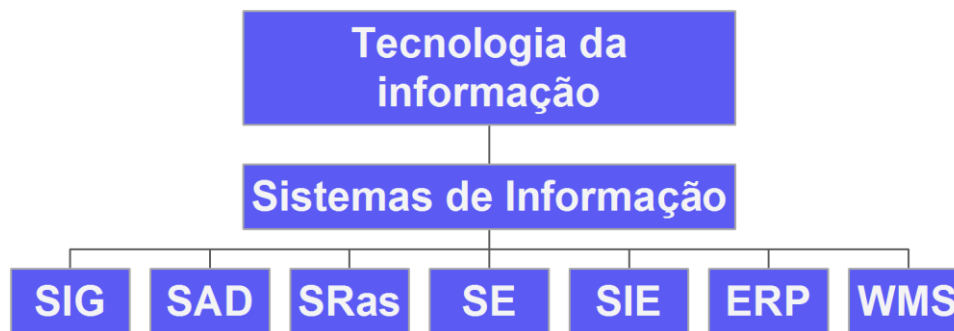 Tecnologia da
informação
Sistemas de Informação
SIG SAD SRas SE SIE ERP WMS